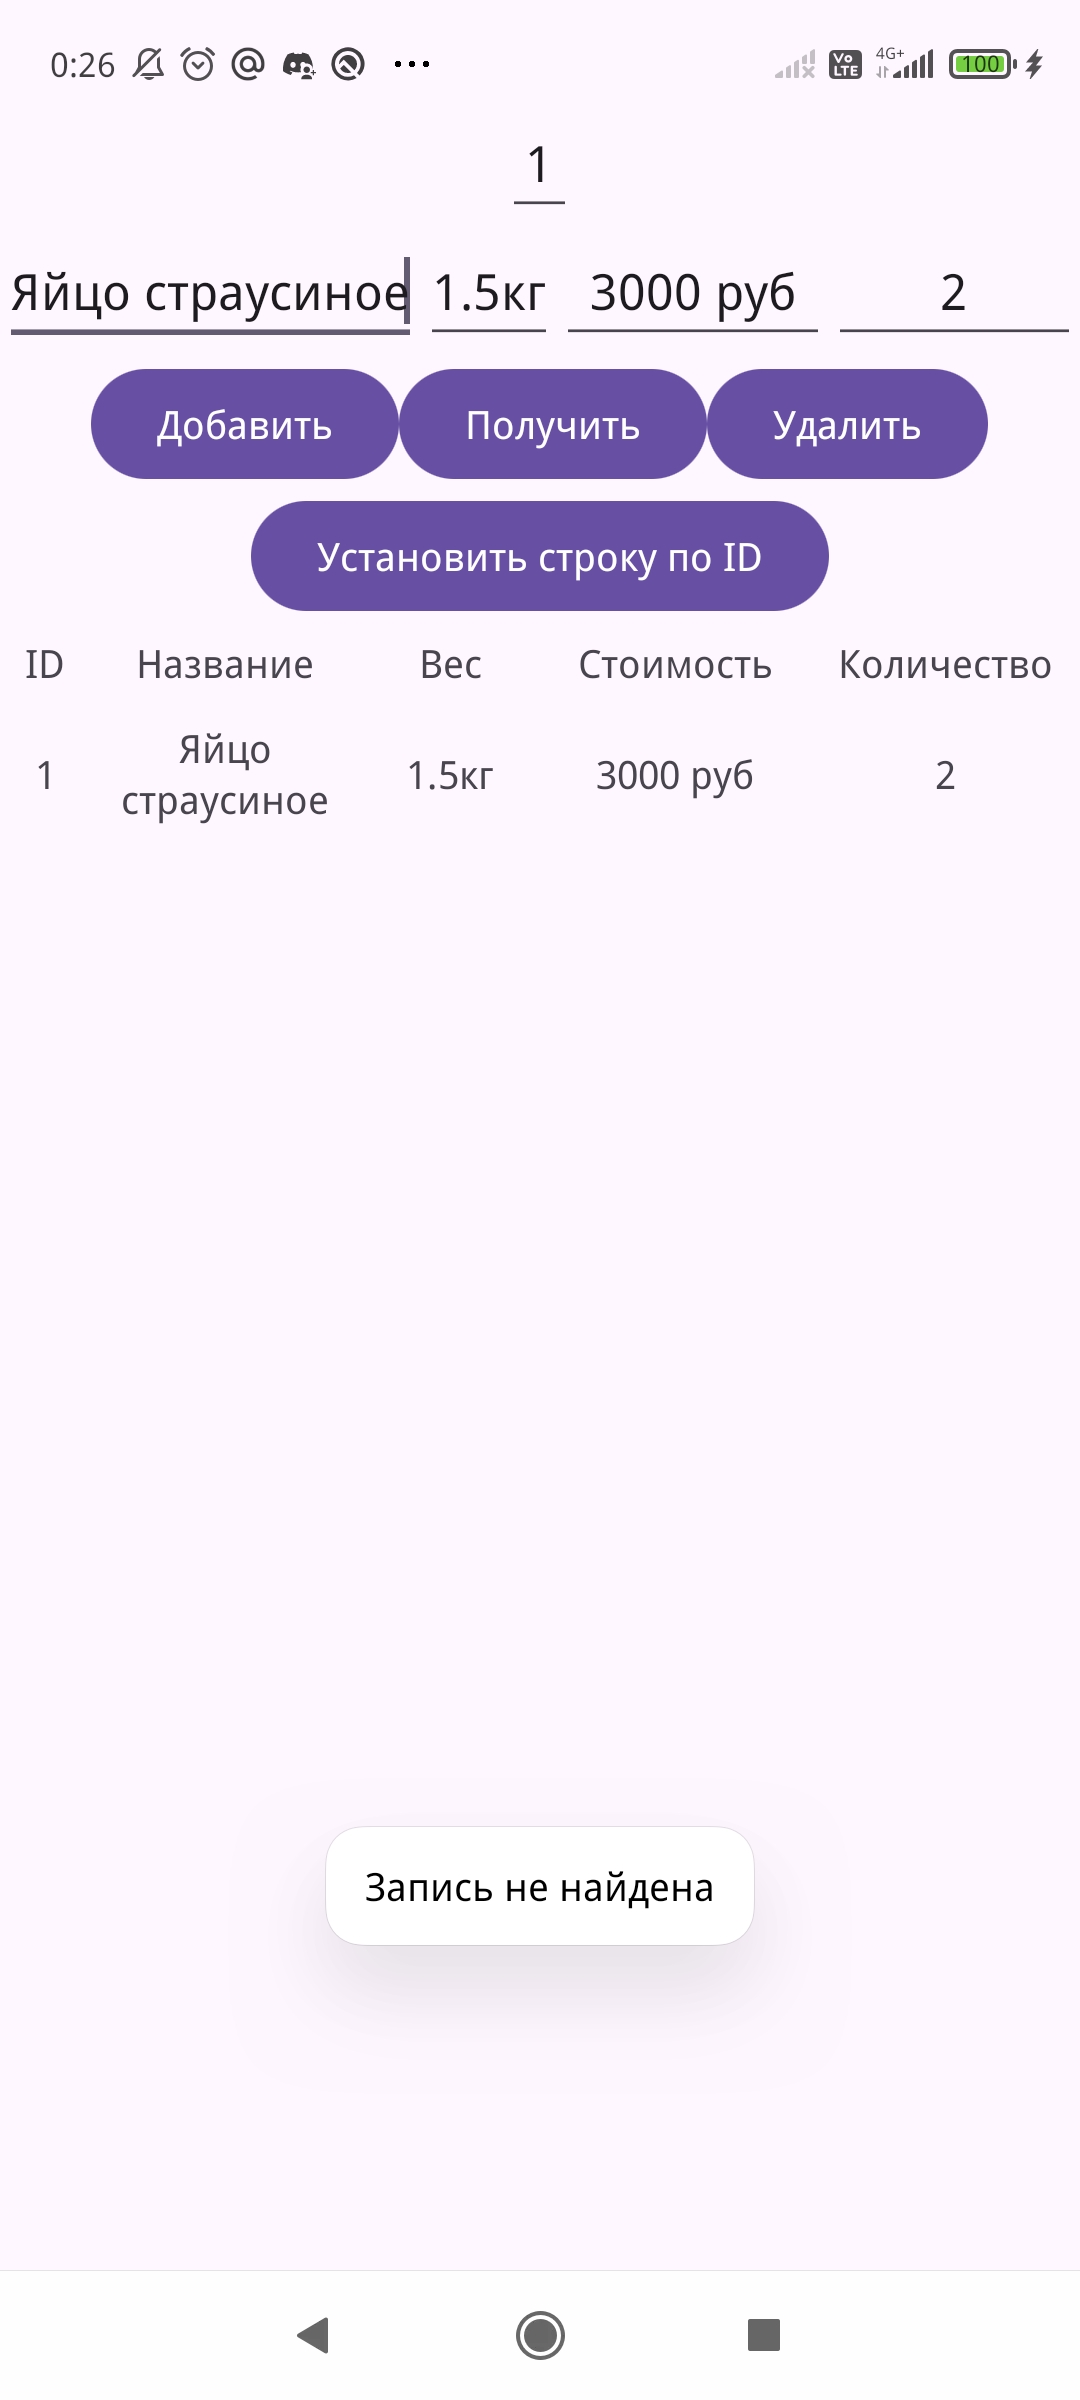 0:26
Vo LTE
4G+
100
1
Яйцо страусиное 1.5кг 3000 руб 2
Добавить Получить Удалить
Установить строку по ID
ID Название Вес Стоимость Количество
1 Яйцо страусиное 1.5кг 3000 руб 2
Запись не найдена